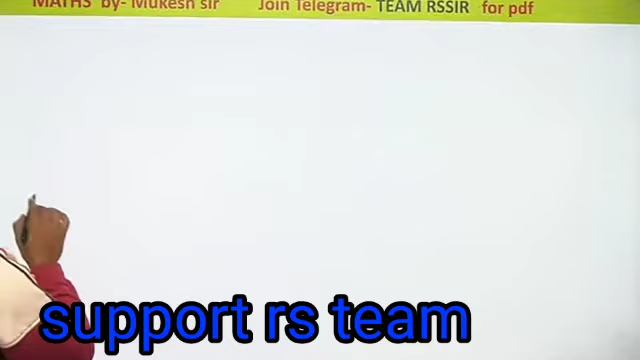 MATHS by- Mukesh sir Join Telegram- TEAM RSSIR for pdf
support rs team